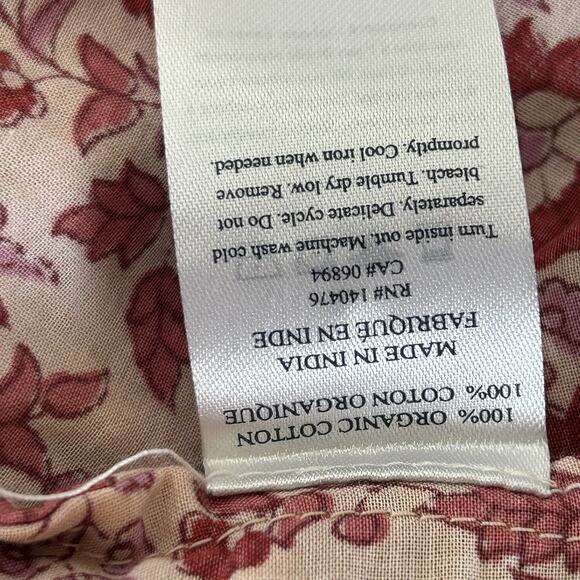 100% ORGANIC COTTON
100% COTON ORGANIQUE
MADE IN INDIA
FABRIQUÉ EN INDE
RN# 140476
CA# 06894
Turn inside out. Machine wash cold
separately. Delicate cycle. Do not
bleach. Tumble dry low. Remove
promptly. Cool iron when needed.